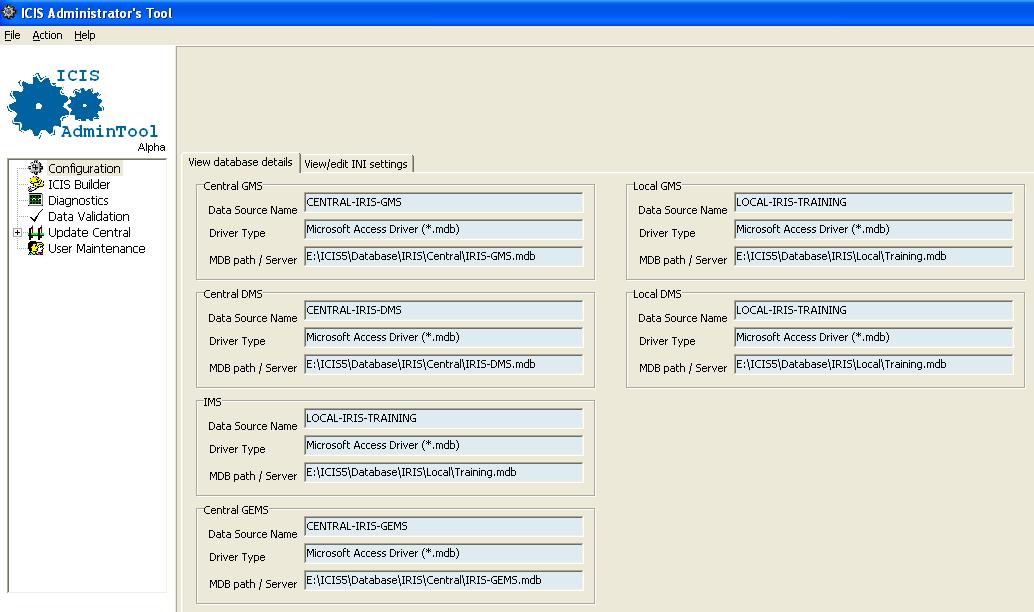 ICIS Administrator's Tool
File Action Help
ICIS
AdminTool
Alpha
Configuration
ICIS Builder
Diagnostics
Data Validation
Update Central
User Maintenance
View database details View/edit INI settings
Central GMS
Data Source Name CENTRAL-IRIS-GMS
Driver Type Microsoft Access Driver (*.mdb)
MDB path / Server E:\ICIS5\Database\IRIS\Central\IRIS-GMS.mdb
Local GMS
Data Source Name LOCAL-IRIS-TRAINING
Driver Type Microsoft Access Driver (*.mdb)
MDB path / Server E:\ICIS5\Database\IRIS\Local\Training.mdb
Central DMS
Data Source Name CENTRAL-IRIS-DMS
Driver Type Microsoft Access Driver (*.mdb)
MDB path / Server E:\ICIS5\Database\IRIS\Central\IRIS-DMS.mdb
Local DMS
Data Source Name LOCAL-IRIS-TRAINING
Driver Type Microsoft Access Driver (*.mdb)
MDB path / Server E:\ICIS5\Database\IRIS\Local\Training.mdb
IMS
Data Source Name LOCAL-IRIS-TRAINING
Driver Type Microsoft Access Driver (*.mdb)
MDB path / Server E:\ICIS5\Database\IRIS\Local\Training.mdb
Central GEMS
Data Source Name CENTRAL-IRIS-GEMS
Driver Type Microsoft Access Driver (*.mdb)
MDB path / Server E:\ICIS5\Database\IRIS\Central\IRIS-GEMS.mdb